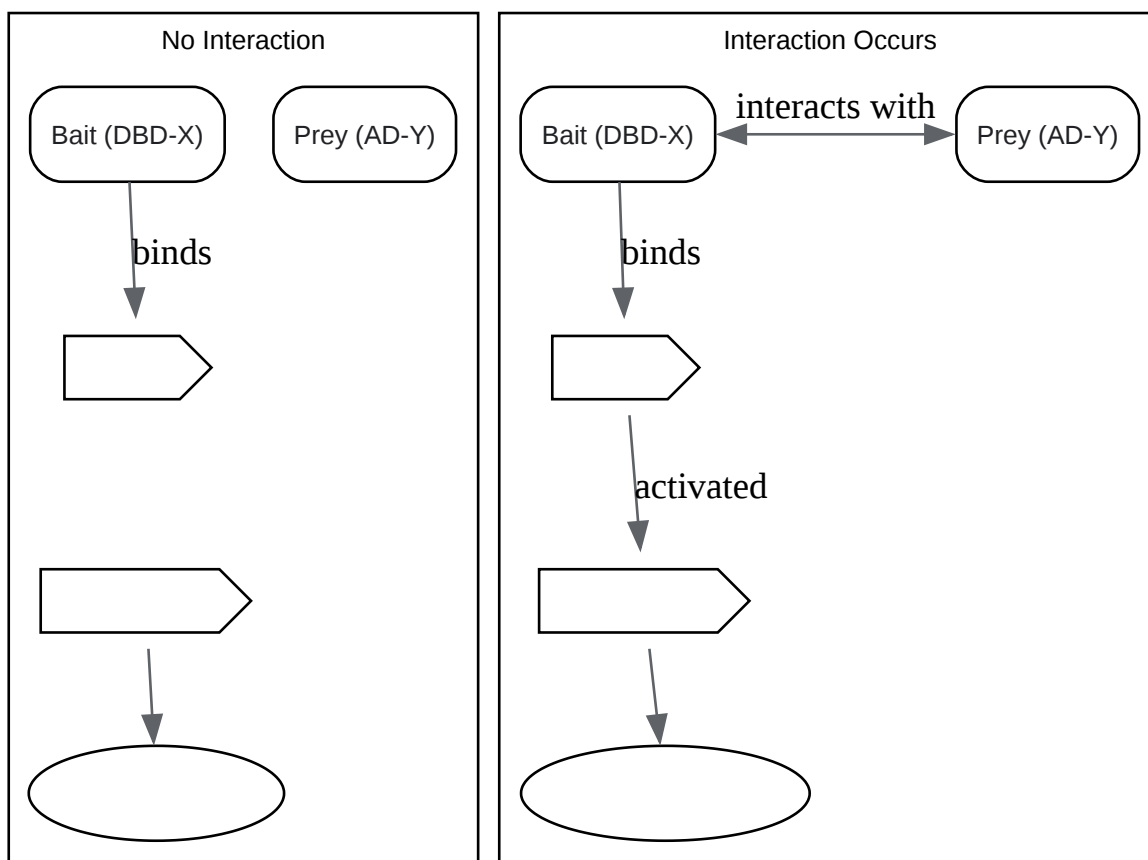 No Interaction
Bait (DBD-X)
Prey (AD-Y)
binds
Interaction Occurs
Bait (DBD-X)
interacts with
Prey (AD-Y)
binds
activated